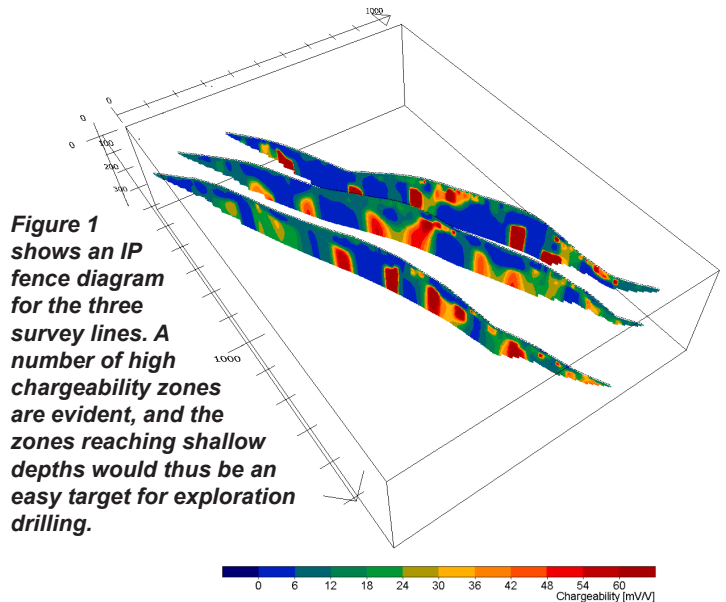 1000
0
0
0
100
200
300
Figure 1
shows an IP
fence diagram
for the three
survey lines. A
number of high
chargeability zones
are evident, and the
zones reaching shallow
depths would thus be an
easy target for exploration
drilling.
1000
0 6 12 18 24 30 36 42 48 54 60
Chargeability [mV/V]